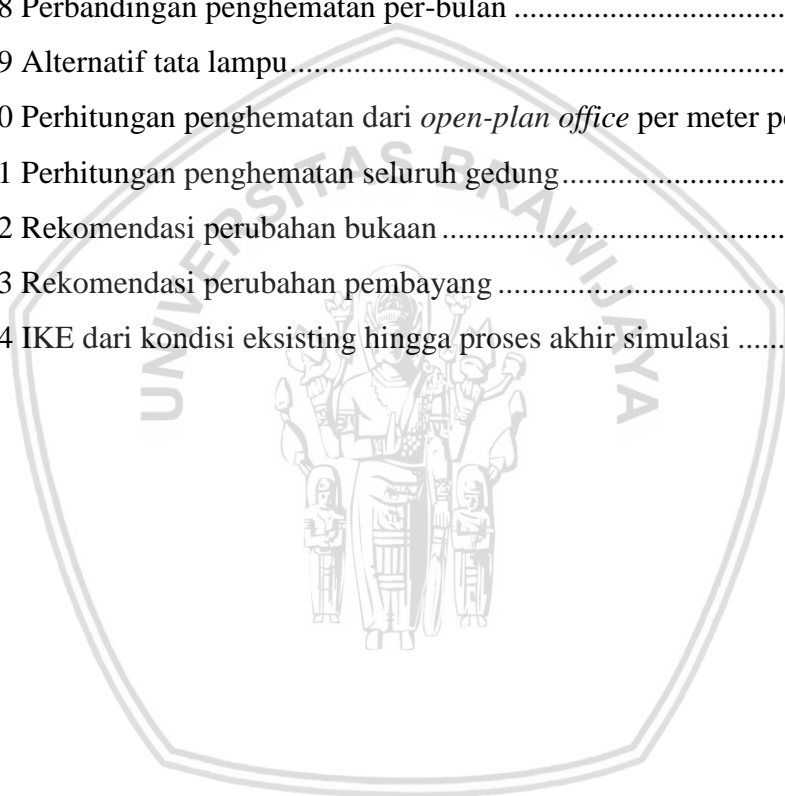 8 Perbandingan penghematan per-bulan ..........................................
9 Alternatif tata lampu..........................................................................
0 Perhitungan penghematan dari open-plan office per meter
1 Perhitungan penghematan seluruh gedung...................................
2 Rekomendasi perubahan bukaan.....................................................
3 Rekomendasi perubahan pembayang.............................................
4 IKE dari kondisi eksisting hingga proses akhir simulasi ......
UNIVERSITAS BRAWIJAYA